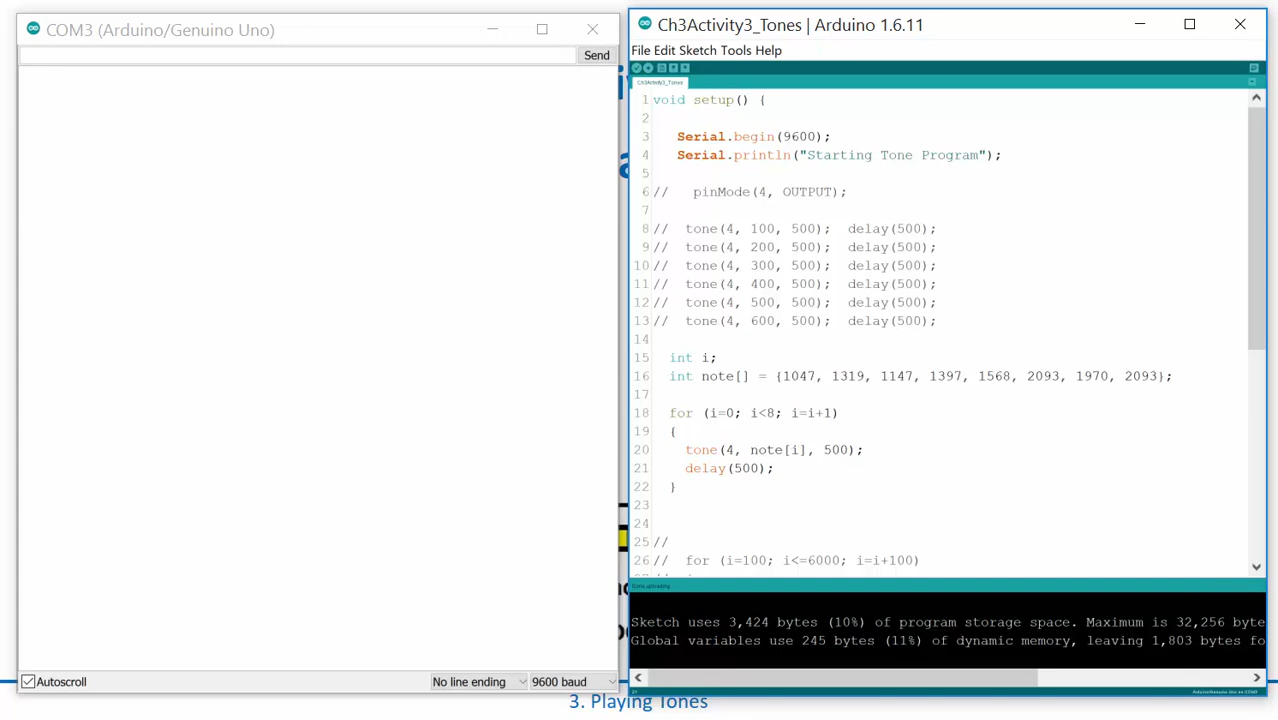 COM3 (Arduino/Genuino Uno)
Send
Autoscroll
No line ending
9600 baud
Ch3Activity3_Tones | Arduino 1.6.11
File Edit Sketch Tools Help
Ch3Activity3_Tones
1 void setup() {
2
3 Serial.begin(9600);
4 Serial.println("Starting Tone Program");
5
6 // pinMode(4, OUTPUT);
7
8 // tone(4, 100, 500); delay(500);
9 // tone(4, 200, 500); delay(500);
10 // tone(4, 300, 500); delay(500);
11 // tone(4, 400, 500); delay(500);
12 // tone(4, 500, 500); delay(500);
13 // tone(4, 600, 500); delay(500);
14
15 int i;
16 int note[] = {1047, 1319, 1147, 1397, 1568, 2093, 1970, 2093};
17
18 for (i=0; i<8; i=i+1)
19 {
20 tone(4, note[i], 500);
21 delay(500);
22 }
23
24
25 //
26 // for (i=100; i<=6000; i=i+100)
Done uploading
Sketch uses 3,424 bytes (10%) of program storage space. Maximum is 32,256 byte
Global variables use 245 bytes (11%) of dynamic memory, leaving 1,803 bytes fo
Arduino/Genuino Uno on COM3
3. Playing Tones